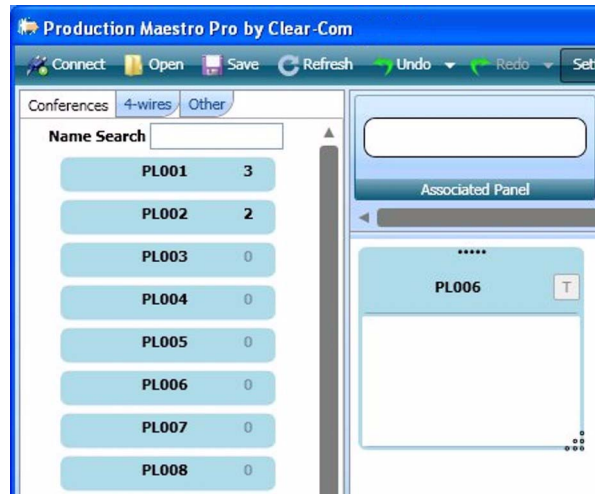 Production Maestro Pro by Clear-Com
Connect Open Save Refresh Undo Redo Set
Conferences 4-wires Other
Name Search
PL001 3
PL002 2
PL003 0
PL004 0
PL005 0
PL006 0
PL007 0
PL008 0
Associated Panel
PL006 T